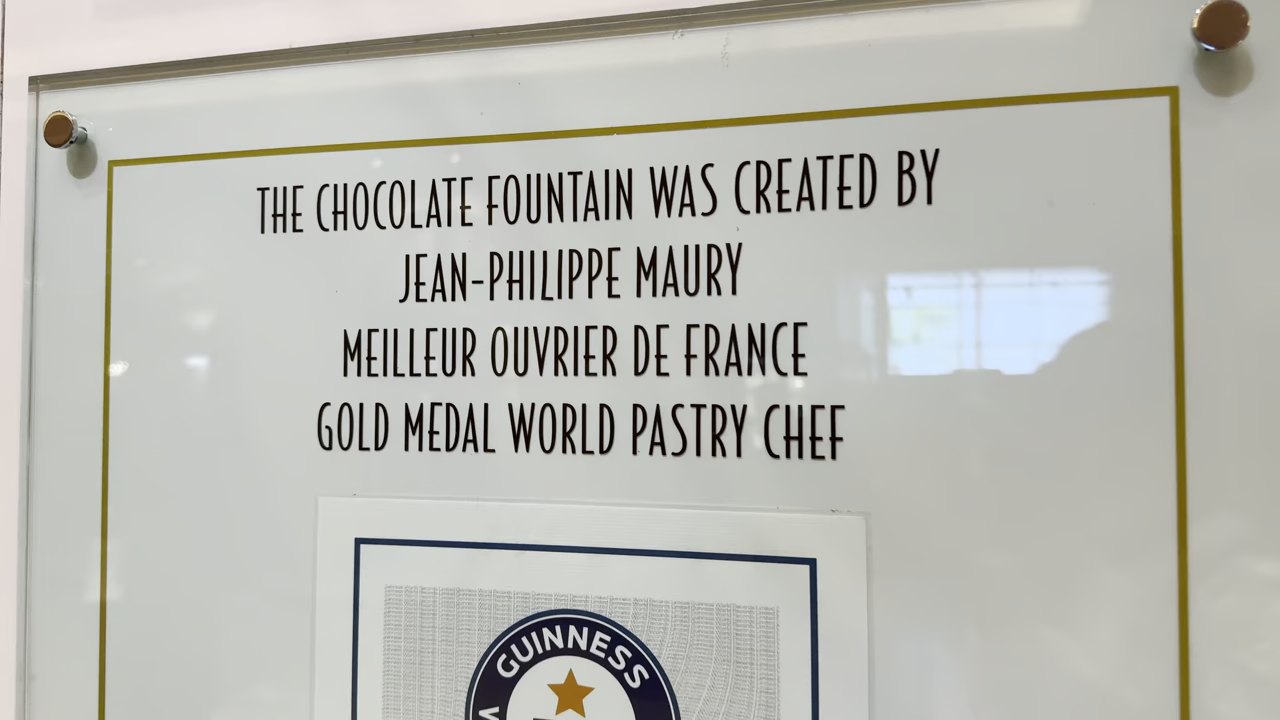 THE CHOCOLATE FOUNTAIN WAS CREATED BY
JEAN-PHILIPPE MAURY
MEILLEUR OUVRIER DE FRANCE
GOLD MEDAL WORLD PASTRY CHEF
GUINNESS